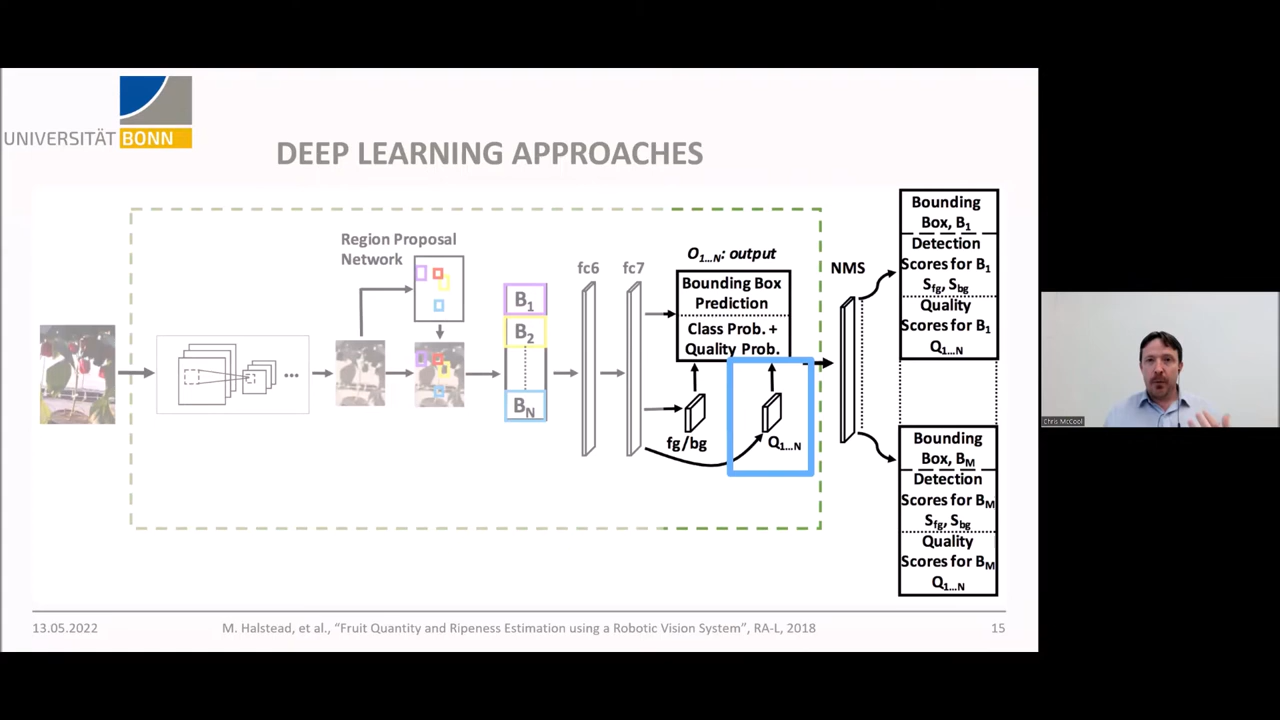 UNIVERSITÄT BONN
DEEP LEARNING APPROACHES
Region Proposal
Network
B1
B2
BN
fc6
fc7
O1...N: output
Bounding Box
Prediction
Class Prob. +
Quality Prob.
fg/bg
Q1...N
NMS
Bounding
Box, B1
Detection
Scores for B1
Sfg, Sbg
Quality
Scores for B1
Q1...N
Bounding
Box, BM
Detection
Scores for BM
Sfg, Sbg
Quality
Scores for BM
Q1...N
Chris McCool
13.05.2022
M. Halstead, et al., “Fruit Quantity and Ripeness Estimation using a Robotic Vision System”, RA-L, 2018
15